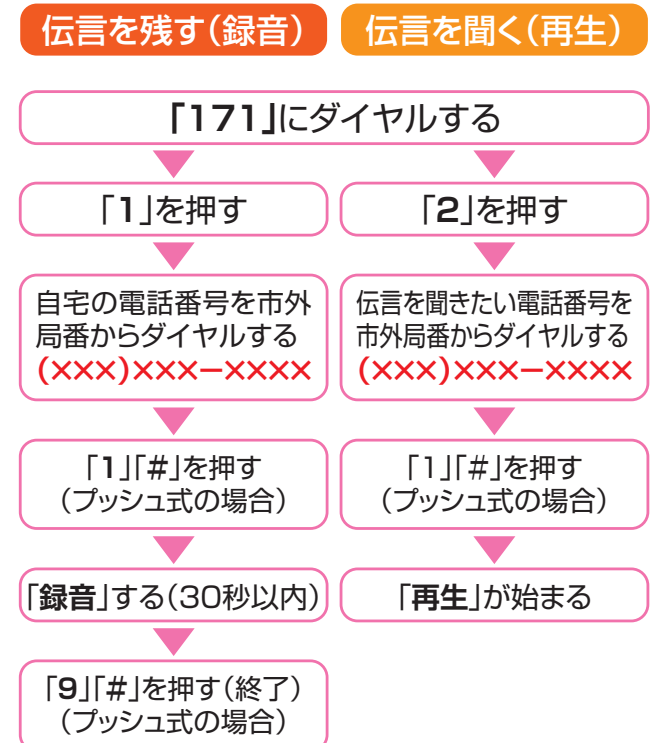 伝言を残す(録音)
伝言を聞く(再生)
「171」にダイヤルする
「1」を押す
「2」を押す
自宅の電話番号を市外
局番からダイヤルする
(×××)×××−××××
伝言を聞きたい電話番号を
市外局番からダイヤルする
(×××)×××−××××
「1」「#」を押す
(プッシュ式の場合)
「1」「#」を押す
(プッシュ式の場合)
「録音」する(30秒以内)
「再生」が始まる
「9」「#」を押す(終了)
(プッシュ式の場合)